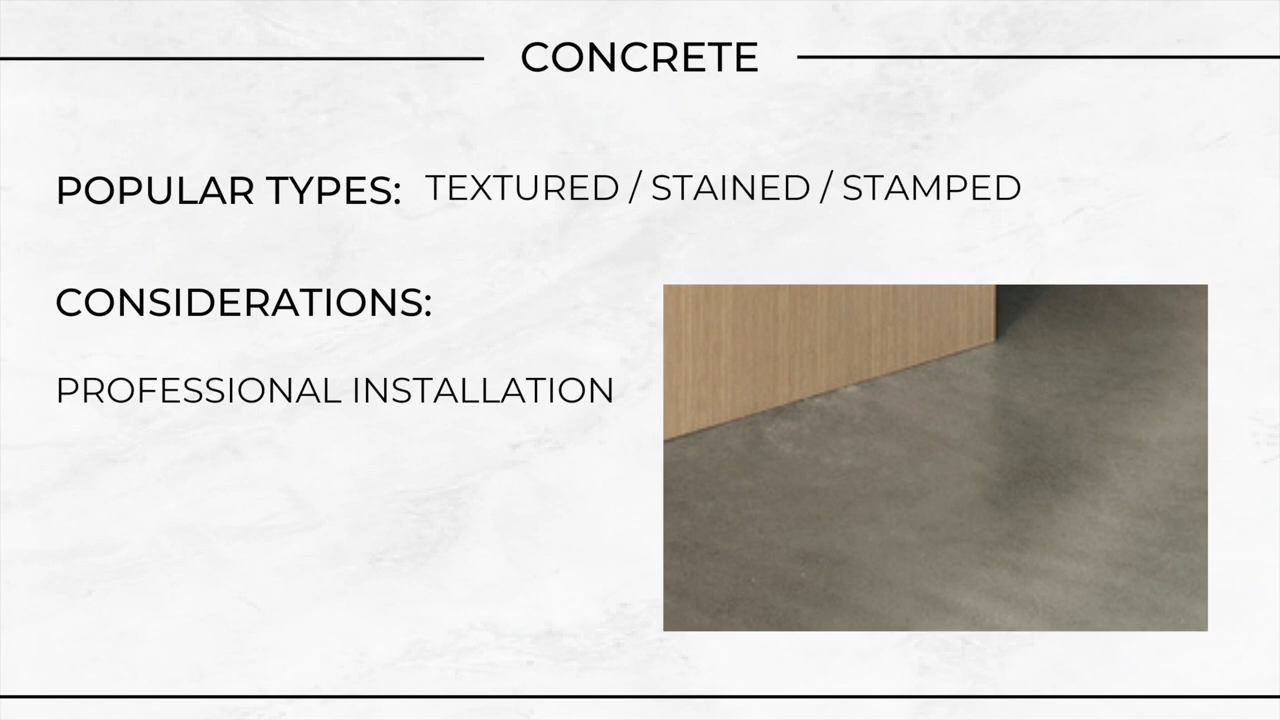 CONCRETE
POPULAR TYPES: TEXTURED / STAINED / STAMPED
CONSIDERATIONS:
PROFESSIONAL INSTALLATION